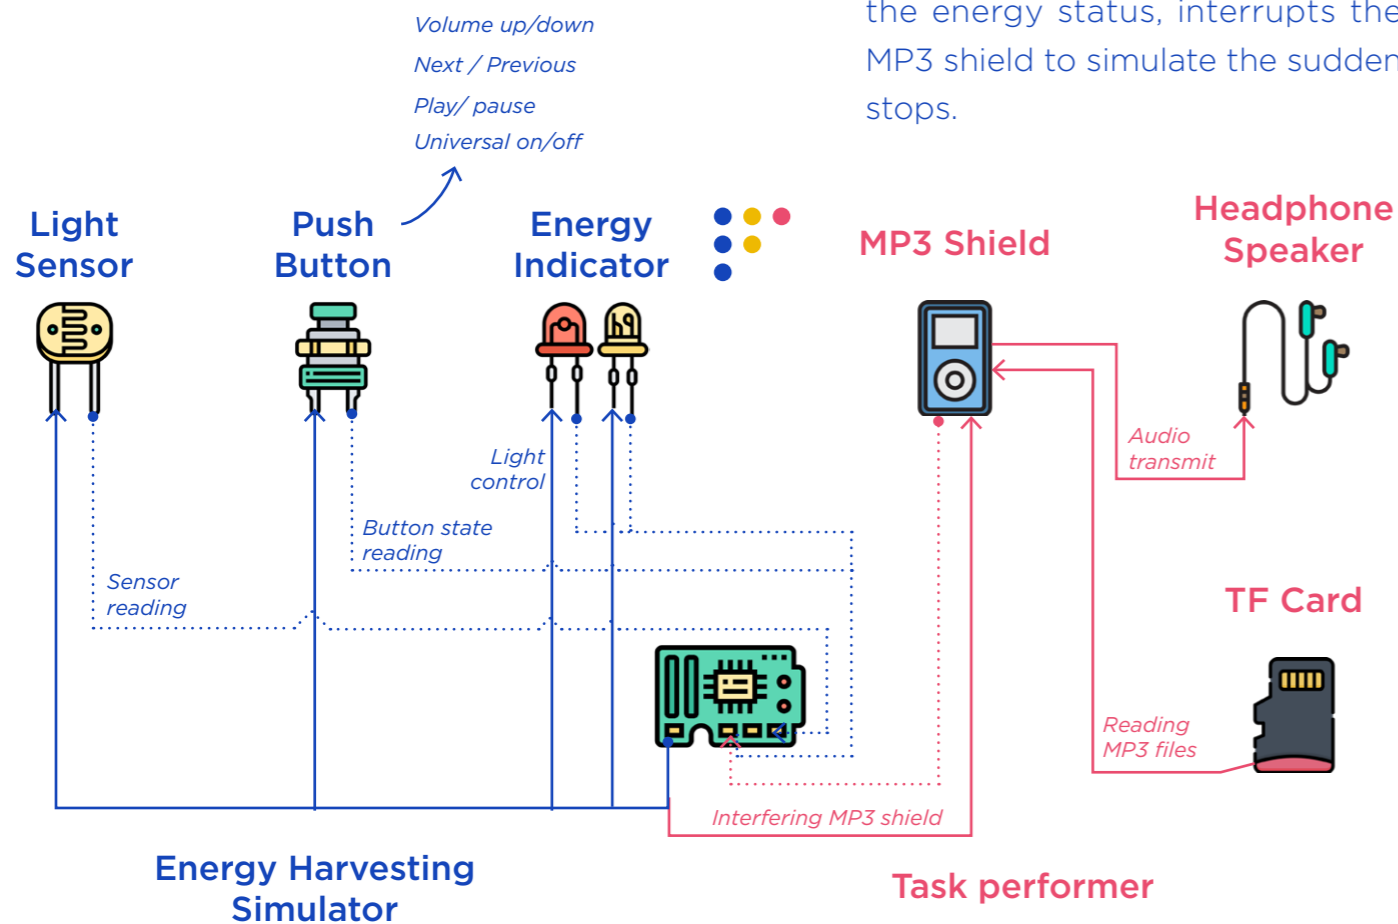 the energy status, interrupts the
MP3 shield to simulate the sudden
stops.
Volume up/down
Next / Previous
Play/ pause
Universal on/off
Light
Sensor
Push
Button
Energy
Indicator
MP3 Shield
Headphone
Speaker
Light
control
Audio
transmit
Button state
reading
Sensor
reading
TF Card
Reading
MP3 files
Interfering MP3 shield
Energy Harvesting
Simulator
Task performer